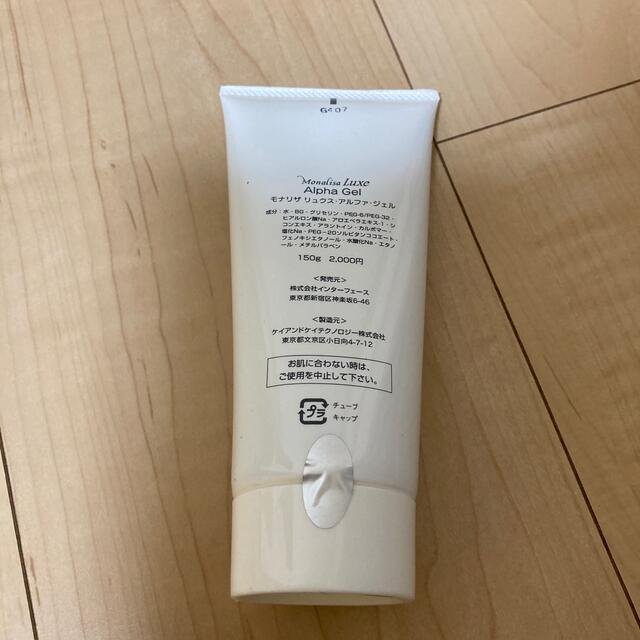 6407
Monalisa Luxe
Alpha Gel
モナリザ リュクス・アルファ・ジェル
成分：水・BG・グリセリン・PEG-6/PEG-32・
ヒアルロン酸Na・アロエベラエキス-1・シ
コンエキス・アラントイン・カルボマー・
塩化Na・PEG-20ソルビタンココエート・
フェノキシエタノール・水酸化Na・エタノ
ール・メチルパラベン
150g 2,000円
＜発売元＞
株式会社インターフェース
東京都新宿区神楽坂6-46
＜製造元＞
ケイアンドケイテクノロジー株式会社
東京都文京区小日向4-7-12
お肌に合わない時は、
ご使用を中止して下さい。
プラ
チューブ
キャップ